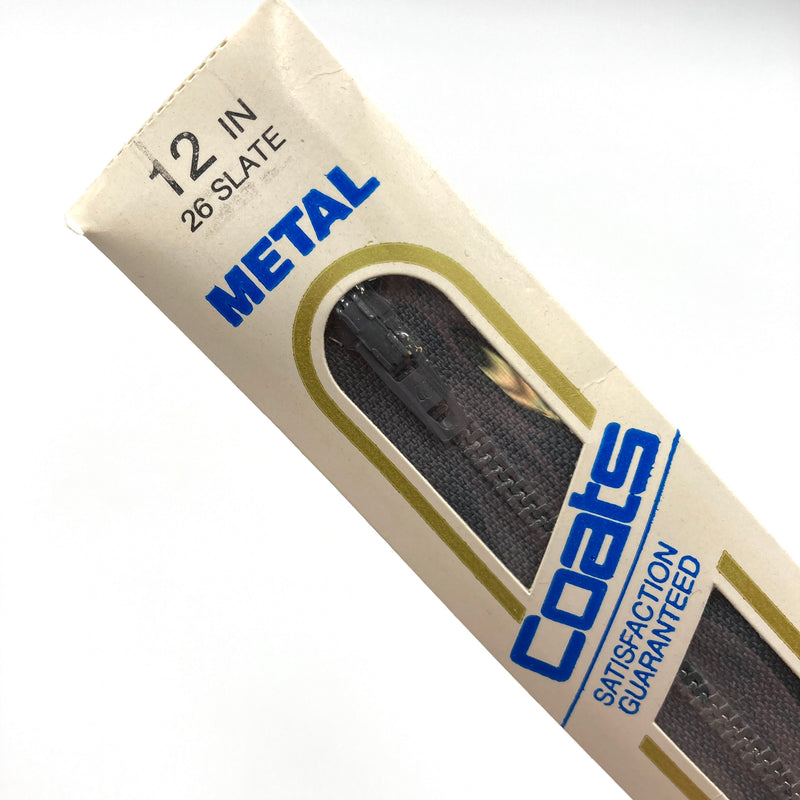 12 IN
26 SLATE
METAL
Coats
SATISFACTION
GUARANTEED